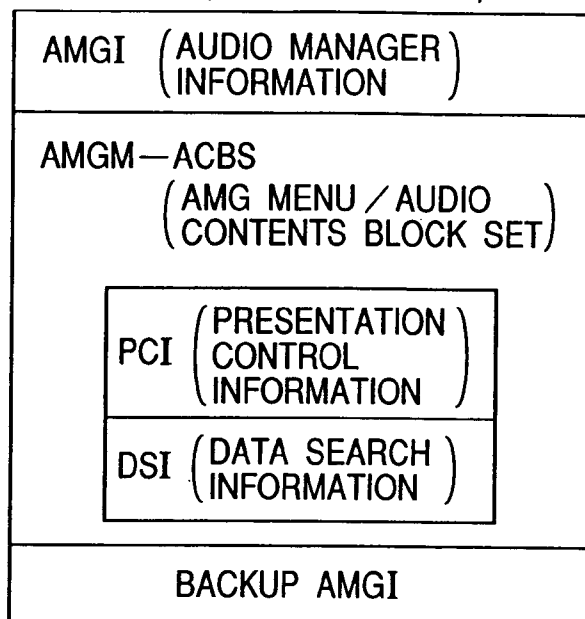 AMGI (AUDIO MANAGER
INFORMATION)
AMGM—ACBS
(AMG MENU/AUDIO
CONTENTS BLOCK SET)
PCI (PRESENTATION
CONTROL
INFORMATION)
DSI (DATA SEARCH
INFORMATION)
BACKUP AMGI